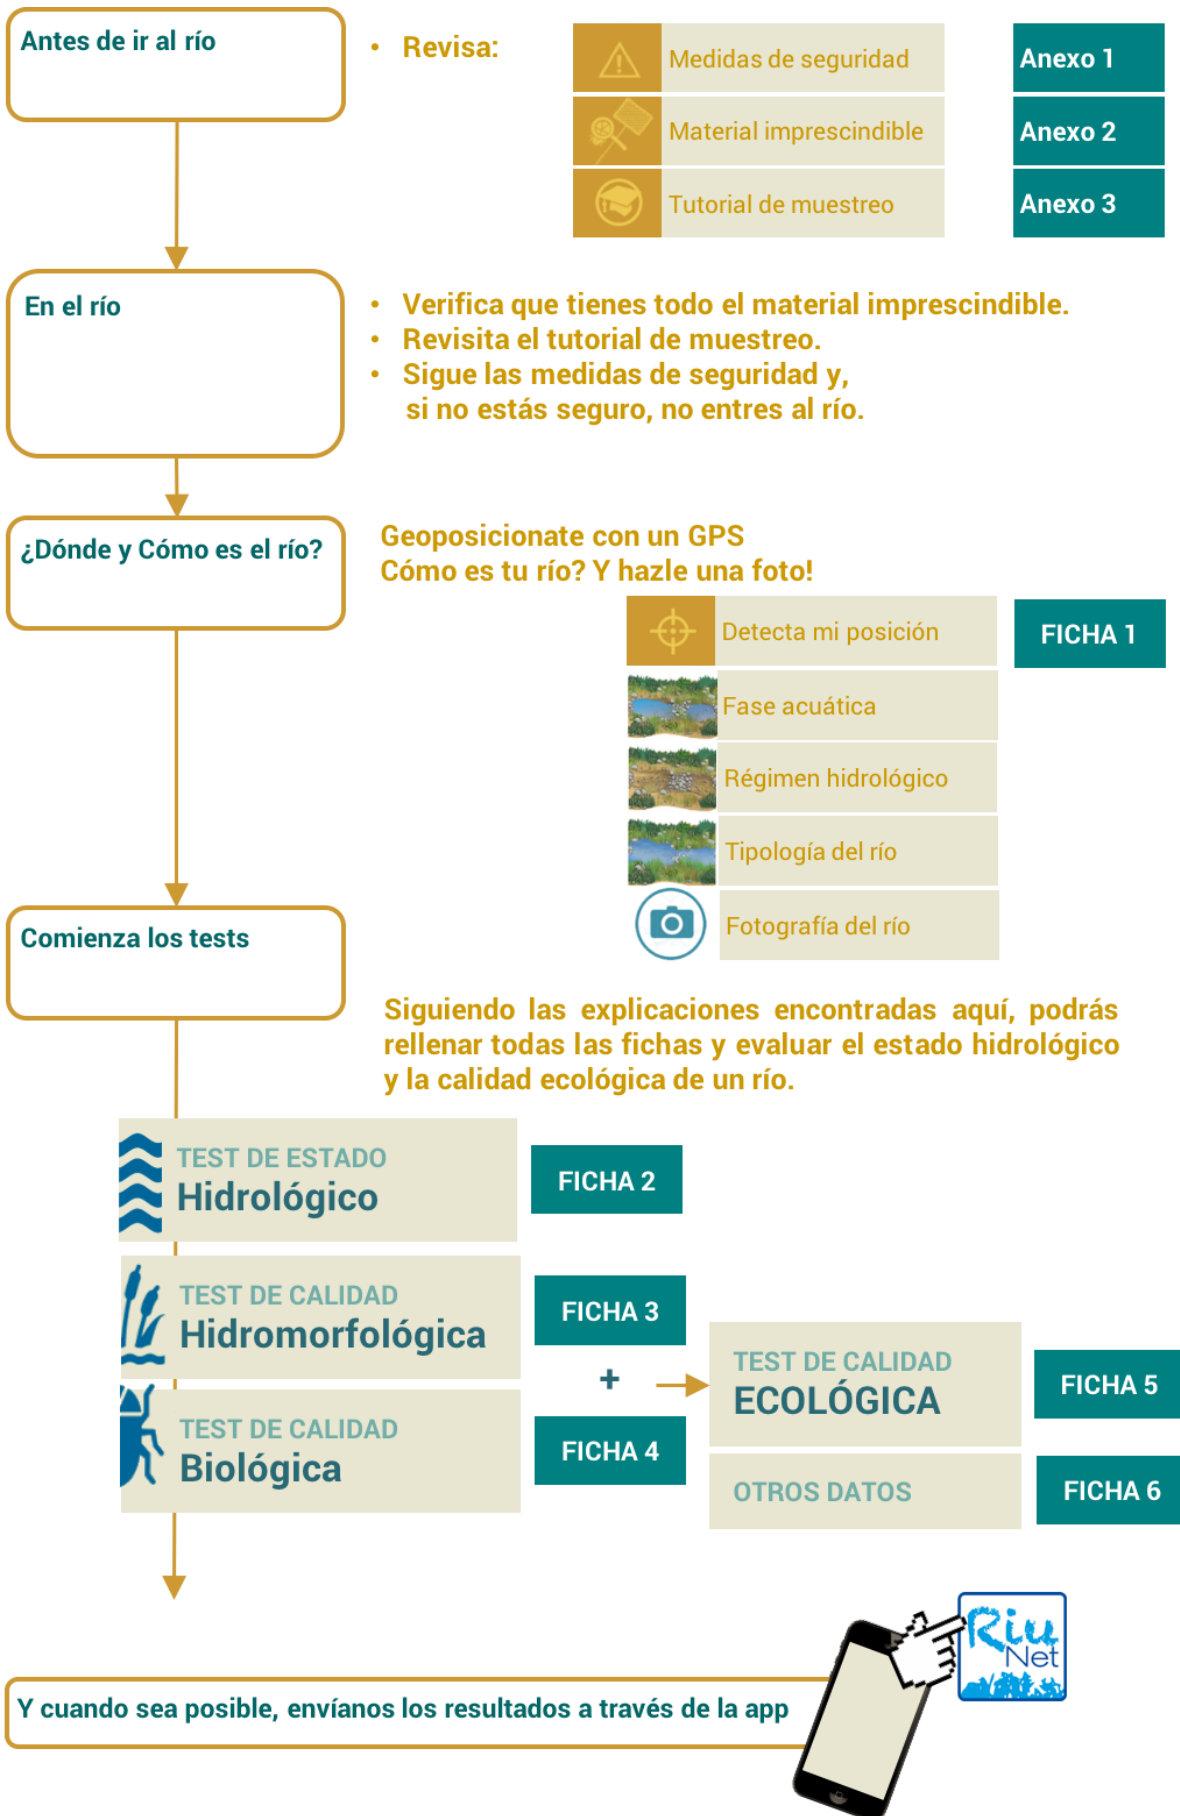 Antes de ir al río
• Revisa:
Medidas de seguridad
Anexo 1
Material imprescindible
Anexo 2
Tutorial de muestreo
Anexo 3
En el río
• Verifica que tienes todo el material imprescindible.
• Revisita el tutorial de muestreo.
• Sigue las medidas de seguridad y,
si no estás seguro, no entres al río.
¿Dónde y Cómo es el río?
Geoposicionate con un GPS
Cómo es tu río? Y hazle una foto!
Detecta mi posición
FICHA 1
Fase acuática
Régimen hidrológico
Tipología del río
Fotografía del río
Comienza los tests
Siguiendo las explicaciones encontradas aquí, podrás
rellenar todas las fichas y evaluar el estado hidrológico
y la calidad ecológica de un río.
TEST DE ESTADO
Hidrológico
FICHA 2
TEST DE CALIDAD
Hidromorfológica
FICHA 3
+
TEST DE CALIDAD
Biológica
FICHA 4
TEST DE CALIDAD
ECOLÓGICA
FICHA 5
OTROS DATOS
FICHA 6
Riu
Net
Y cuando sea posible, envíanos los resultados a través de la app